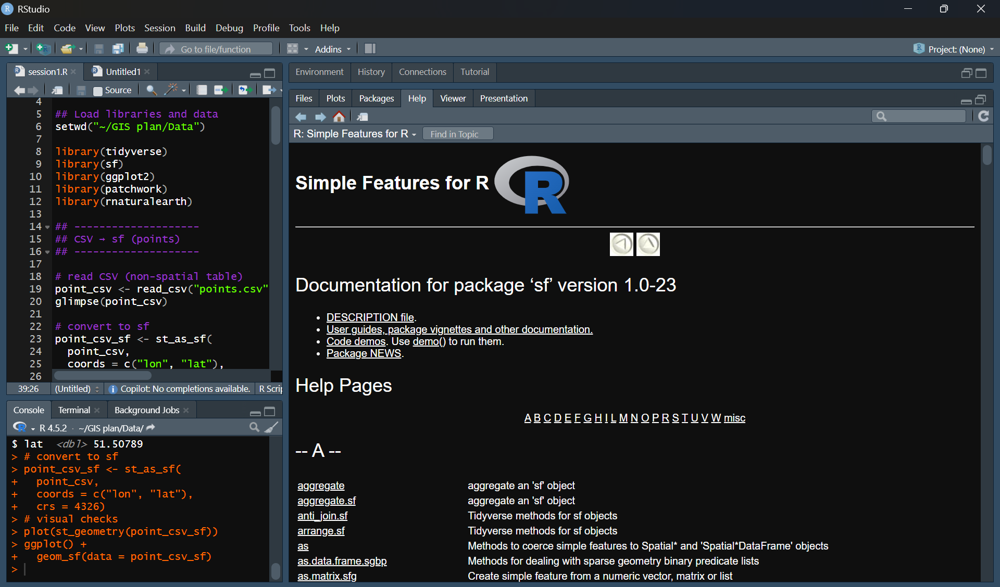 RStudio
File Edit Code View Plots Session Build Debug Profile Tools Help
Go to file/function Addins Project: (None)
session1.R Untitled1
Source
4
5 ## Load libraries and data
6 setwd("~/GIS plan/Data")
7
8 library(tidyverse)
9 library(sf)
10 library(ggplot2)
11 library(patchwork)
12 library(rnaturalearth)
13
14 ## --------------------
15 ## CSV → sf (points)
16 ## --------------------
17
18 # read CSV (non-spatial table)
19 point_csv <- read_csv("points.csv"
20 glimpse(point_csv)
21
22 # convert to sf
23 point_csv_sf <- st_as_sf(
24 point_csv,
25 coords = c("lon", "lat"),
26
39:26 (Untitled) Copilot: No completions available. R Scrip
Console Terminal Background Jobs
R 4.5.2 · ~/GIS plan/Data/
$ lat <dbl> 51.50789
> # convert to sf
> point_csv_sf <- st_as_sf(
+ point_csv,
+ coords = c("lon", "lat"),
+ crs = 4326)
> # visual checks
> plot(st_geometry(point_csv_sf))
> ggplot() +
+ geom_sf(data = point_csv_sf)
>
Environment History Connections Tutorial
Files Plots Packages Help Viewer Presentation
R: Simple Features for R Find in Topic
Simple Features for R R
Documentation for package ‘sf’ version 1.0-23
• DESCRIPTION file.
• User guides, package vignettes and other documentation.
• Code demos. Use demo() to run them.
• Package NEWS.
Help Pages
A B C D E F G H I L M N O P R S T U V W misc
-- A --
aggregate aggregate an 'sf' object
aggregate.sf aggregate an 'sf' object
anti_join.sf Tidyverse methods for sf objects
arrange.sf Tidyverse methods for sf objects
as Methods to coerce simple features to Spatial* and 'Spatial*DataFrame' objects
as.data.frame.sgbp Methods for dealing with sparse geometry binary predicate lists
as.matrix.sfg Create simple feature from a numeric vector, matrix or list